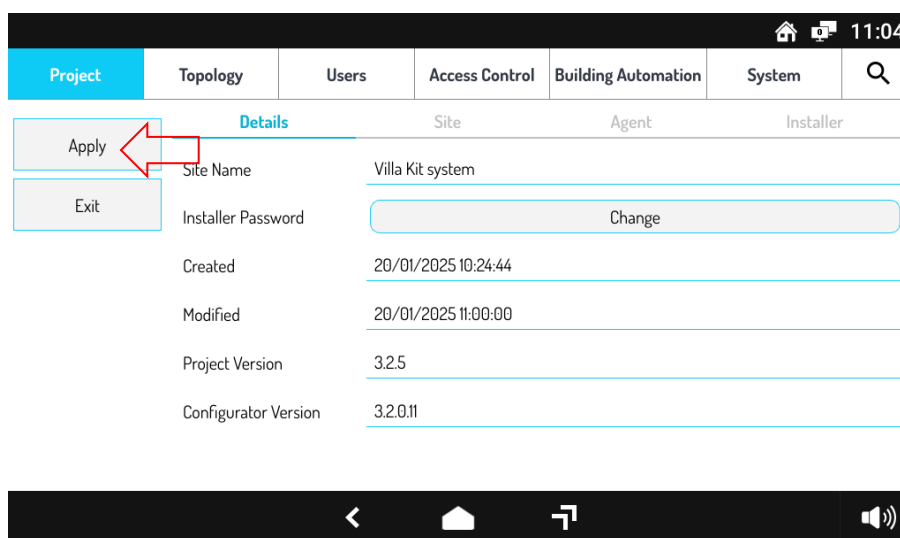 11:04
Project Topology Users Access Control Building Automation System
Apply
Exit
Details Site Agent Installer
Site Name Villa Kit system
Installer Password Change
Created 20/01/2025 10:24:44
Modified 20/01/2025 11:00:00
Project Version 3.2.5
Configurator Version 3.2.0.11